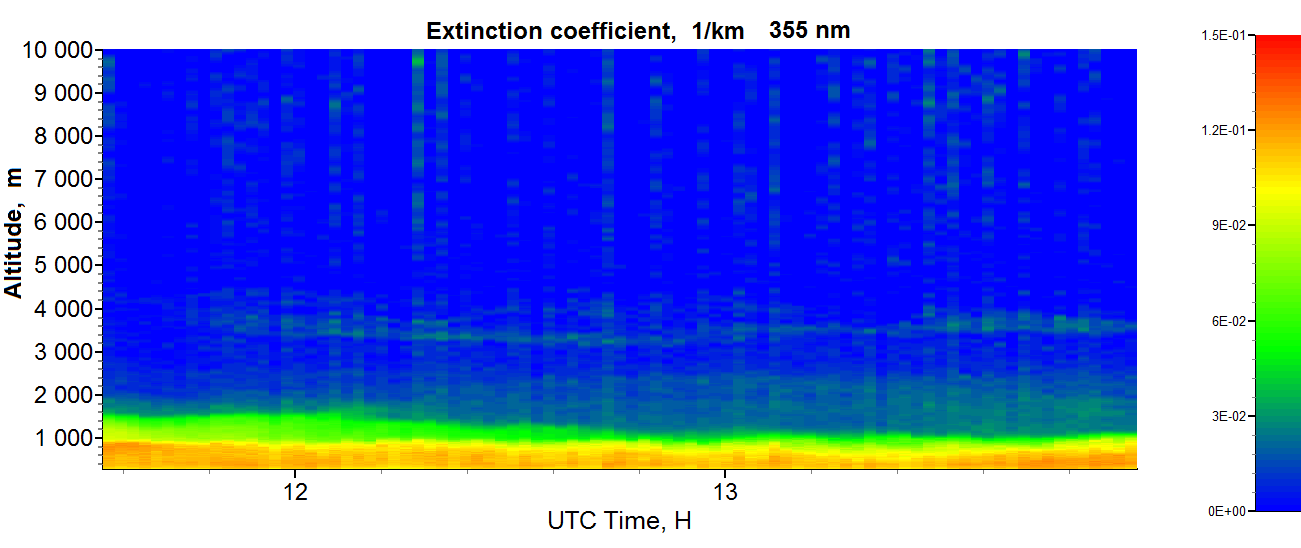 Extinction coefficient, 1/km 355 nm
10 000
9 000
8 000
7 000
6 000
5 000
4 000
3 000
2 000
1 000
Altitude, m
12
13
UTC Time, H
1.5E-01
1.2E-01
9E-02
6E-02
3E-02
0E+00